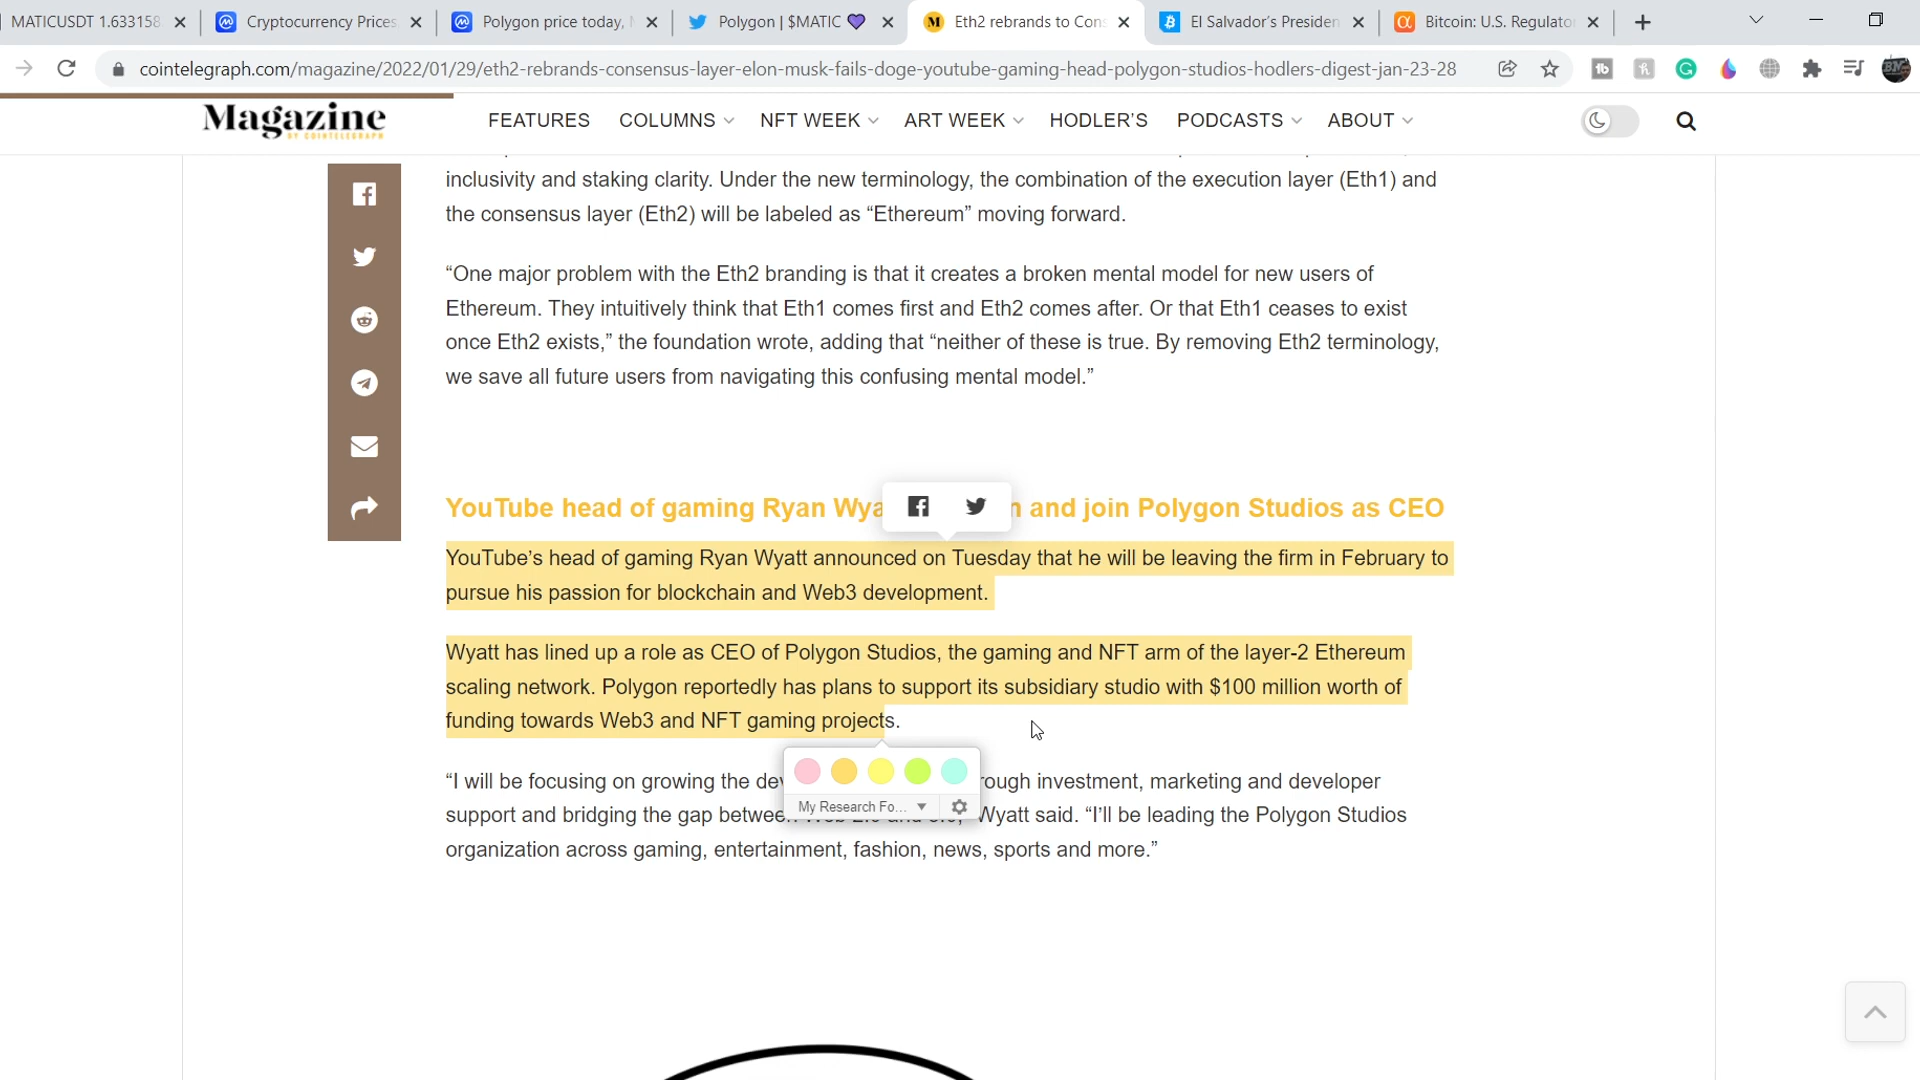 MATICUSDT 1.633158
Cryptocurrency Prices
Polygon price today,
Polygon | $MATIC 💜
Eth2 rebrands to Cons
El Salvador's Presiden
Bitcoin: U.S. Regulato
cointelegraph.com/magazine/2022/01/29/eth2-rebrands-consensus-layer-elon-musk-fails-doge-youtube-gaming-head-polygon-studios-hodlers-digest-jan-23-28
Magazine
BY COINTELEGRAPH
FEATURES COLUMNS NFT WEEK ART WEEK HODLER'S PODCASTS ABOUT
inclusivity and staking clarity. Under the new terminology, the combination of the execution layer (Eth1) and
the consensus layer (Eth2) will be labeled as “Ethereum” moving forward.
“One major problem with the Eth2 branding is that it creates a broken mental model for new users of
Ethereum. They intuitively think that Eth1 comes first and Eth2 comes after. Or that Eth1 ceases to exist
once Eth2 exists,” the foundation wrote, adding that “neither of these is true. By removing Eth2 terminology,
we save all future users from navigating this confusing mental model.”
YouTube head of gaming Ryan Wya and join Polygon Studios as CEO
YouTube’s head of gaming Ryan Wyatt announced on Tuesday that he will be leaving the firm in February to
pursue his passion for blockchain and Web3 development.
Wyatt has lined up a role as CEO of Polygon Studios, the gaming and NFT arm of the layer-2 Ethereum
scaling network. Polygon reportedly has plans to support its subsidiary studio with $100 million worth of
funding towards Web3 and NFT gaming projects.
“I will be focusing on growing the dev ough investment, marketing and developer
My Research Fo...
support and bridging the gap between Wyatt said. “I’ll be leading the Polygon Studios
organization across gaming, entertainment, fashion, news, sports and more.”